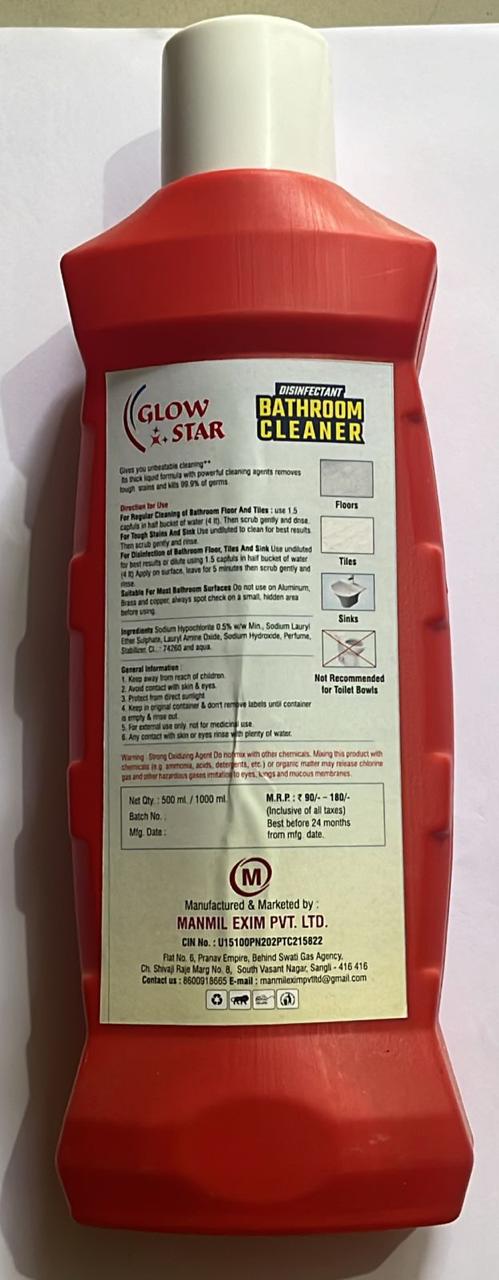 GLOW
STAR
DISINFECTANT
BATHROOM
CLEANER
Gives you unbeatable cleaning**
Its thick liquid formula with powerful cleaning agents removes
tough stains and kills 99.9% of germs.
Direction for Use
For Regular Cleaning of Bathroom Floor And Tiles : use 1.5
capfuls in half bucket of water (4 lt). Then scrub gently and rinse.
For Tough Stains And Sink Use undiluted to clean for best results.
Then scrub gently and rinse.
For Disinfection of Bathroom Floor, Tiles And Sink Use undiluted
for best results or dilute using 1.5 capfuls in half bucket of water
(4 lt) Apply on surface, leave for 5 minutes then scrub gently and
rinse.
Suitable For Most Bathroom Surfaces Do not use on Aluminum,
Brass and copper, always spot check on a small, hidden area
before using.
Ingredients Sodium Hypochlorite 0.5% w/w Min., Sodium Lauryl
Ether Sulphate, Lauryl Amine Oxide, Sodium Hydroxide, Perfume,
Stabilizer, CI.: 74260 and aqua.
General Information :
1. Keep away from reach of children.
2. Avoid contact with skin & eyes.
3. Protect from direct sunlight
4. Keep in original container & don't remove labels until container
is empty & rinse out.
5. For external use only, not for medicinal use.
6. Any contact with skin or eyes rinse with plenty of water.
Floors
Tiles
Sinks
Not Recommended
for Toilet Bowls
Warning : Strong Oxidizing Agent Do not mix with other chemicals. Mixing this product with
chemicals (e.g. ammonia, acids, detergents, etc.) or organic matter may release chlorine
gas and other hazardous gases irritation to eyes, lungs and mucous membranes.
Net Qty. : 500 ml. / 1000 ml.
Batch No. :
Mfg. Date :
M.R.P. : ₹ 90/- – 180/-
(Inclusive of all taxes)
Best before 24 months
from mfg. date.
M
Manufactured & Marketed by :
MANMIL EXIM PVT. LTD.
CIN No. : U15100PN202PTC215822
Flat No. 6, Pranav Empire, Behind Swati Gas Agency,
Ch. Shivaji Raje Marg No. 8, South Vasant Nagar, Sangli - 416 416
Contact us : 8600918665 E-mail : manmileximpvtltd@gmail.com